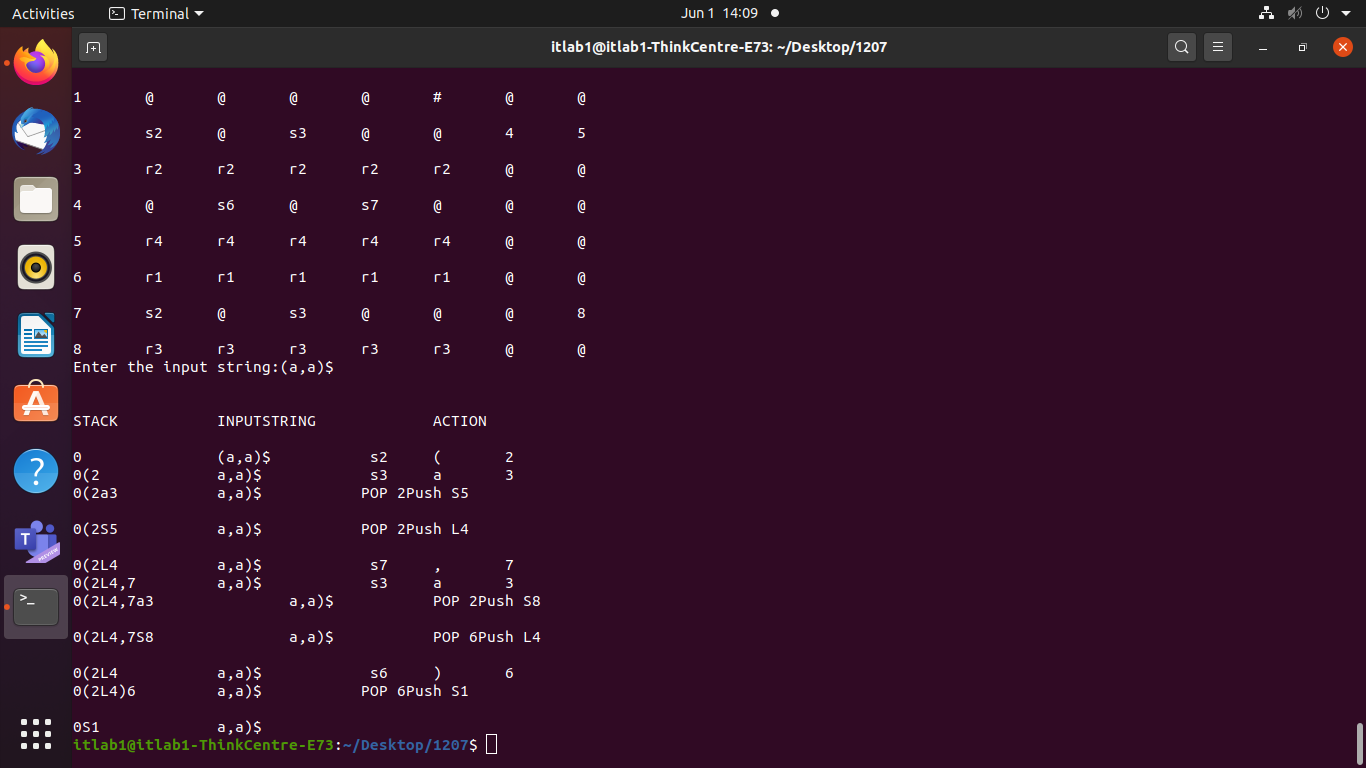 Activities Terminal Jun 1 14:09
itlab1@itlab1-ThinkCentre-E73: ~/Desktop/1207
1 @ @ @ @ # @ @
2 s2 @ s3 @ @ 4 5
3 r2 r2 r2 r2 r2 @ @
4 @ s6 @ s7 @ @ @
5 r4 r4 r4 r4 r4 @ @
6 r1 r1 r1 r1 r1 @ @
7 s2 @ s3 @ @ @ 8
8 r3 r3 r3 r3 r3 @ @
Enter the input string:(a,a)$
STACK INPUTSTRING ACTION
0 (a,a)$ s2 ( 2
0(2 a,a)$ s3 a 3
0(2a3 a,a)$ POP 2Push S5
0(2S5 a,a)$ POP 2Push L4
0(2L4 a,a)$ s7 , 7
0(2L4,7 a,a)$ s3 a 3
0(2L4,7a3 a,a)$ POP 2Push S8
0(2L4,7S8 a,a)$ POP 6Push L4
0(2L4 a,a)$ s6 ) 6
0(2L4)6 a,a)$ POP 6Push S1
0S1 a,a)$
itlab1@itlab1-ThinkCentre-E73:~/Desktop/1207$
T
PREVIEW
A
?
>_